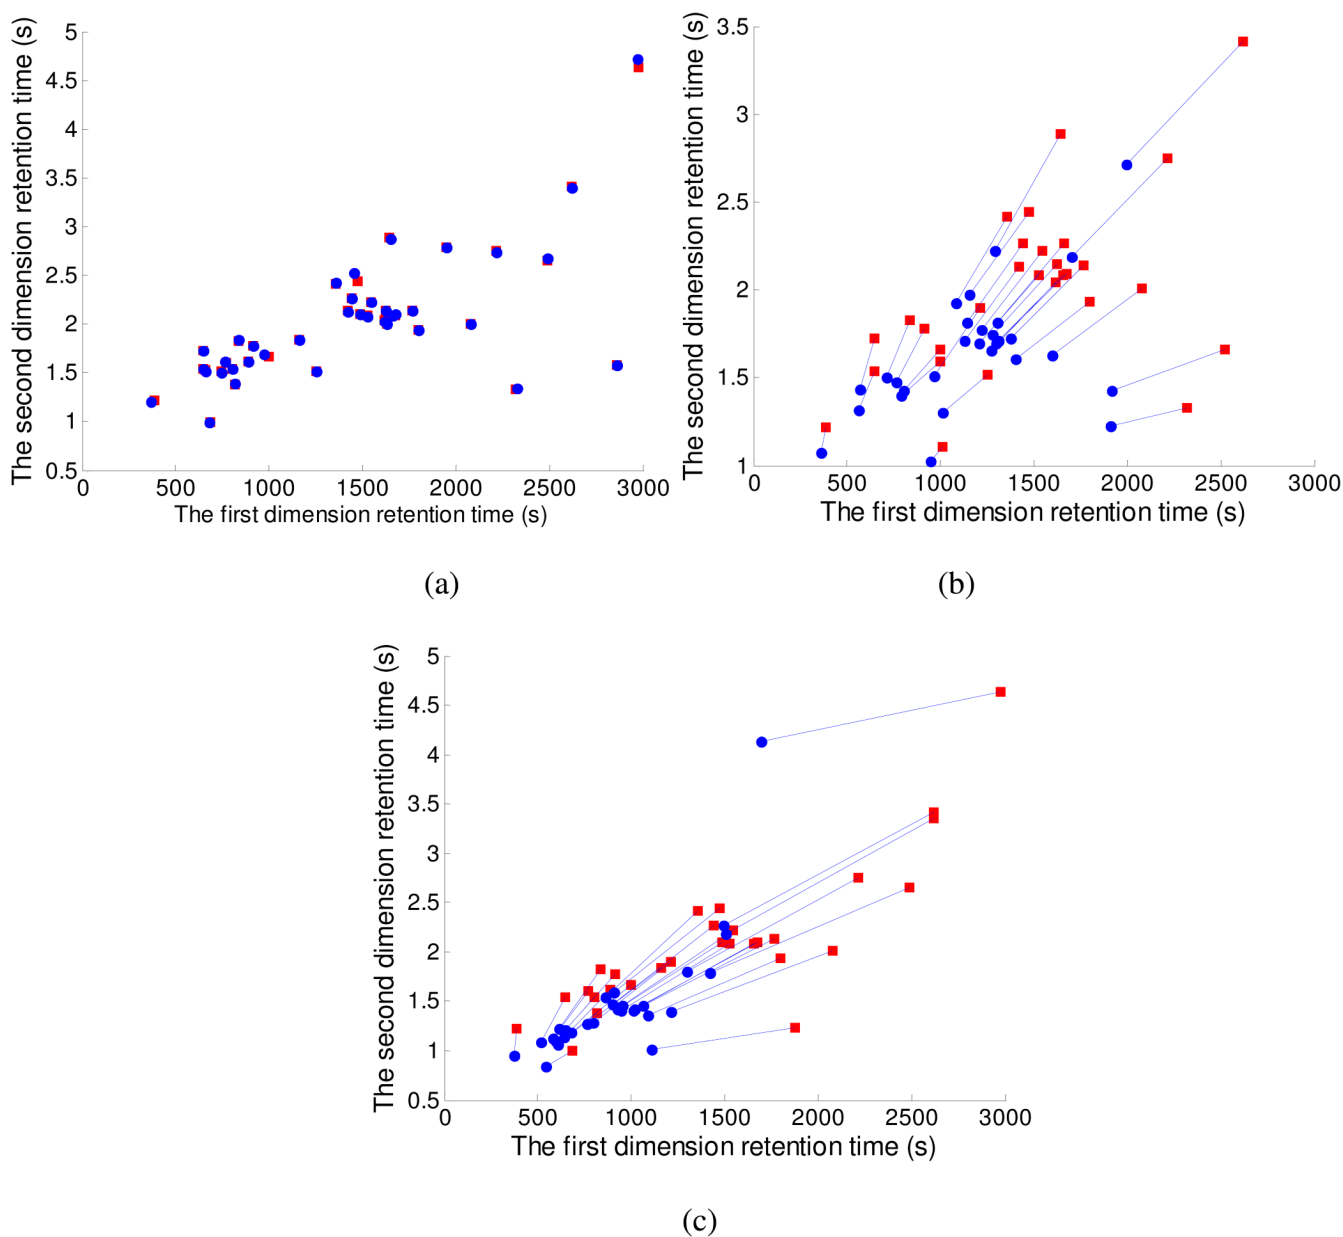 The second dimension retention time (s)
5
4.5
4
3.5
3
2.5
2
1.5
1
0.5
0 500 1000 1500 2000 2500 3000
The first dimension retention time (s)
(a)
The second dimension retention time (s)
3.5
3
2.5
2
1.5
1
0 500 1000 1500 2000 2500 3000
The first dimension retention time (s)
(b)
The second dimension retention time (s)
5
4.5
4
3.5
3
2.5
2
1.5
1
0.5
0 500 1000 1500 2000 2500 3000
The first dimension retention time (s)
(c)